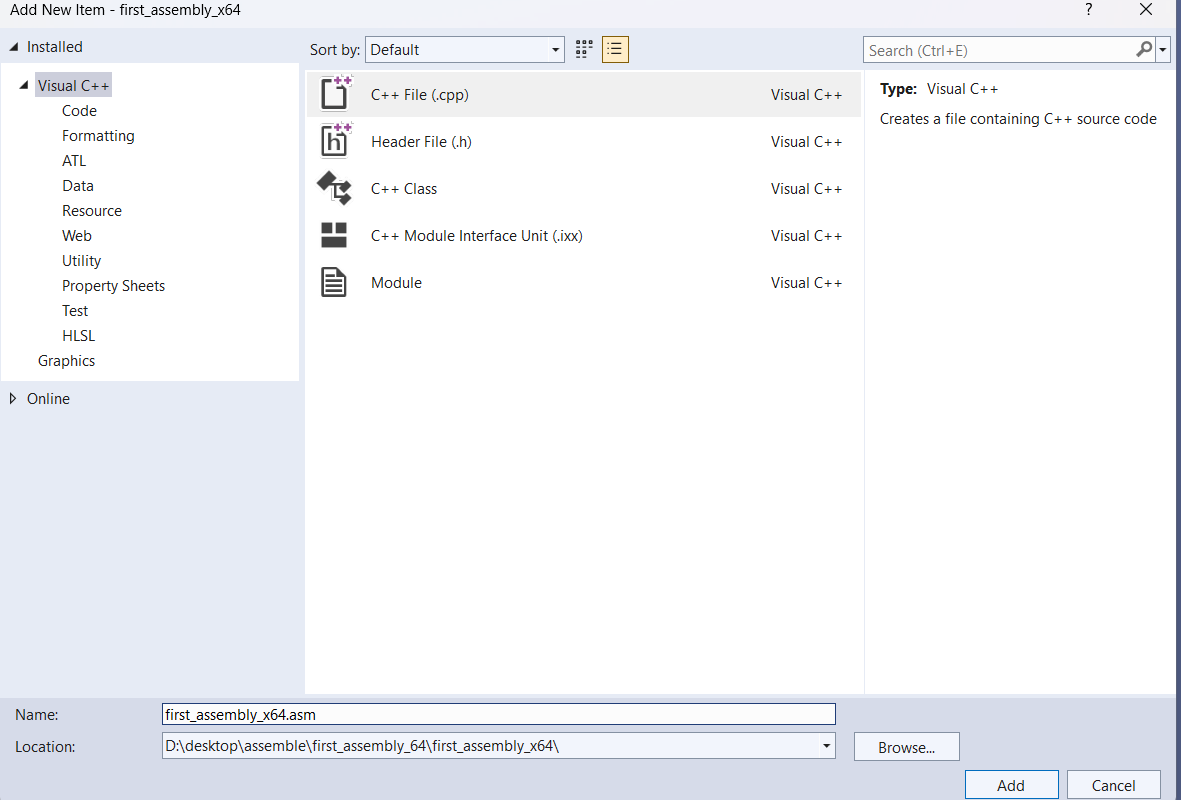 Add New Item - first_assembly_x64
?
Installed
Sort by: Default
Search (Ctrl+E)
Visual C++
Code
Formatting
ATL
Data
Resource
Web
Utility
Property Sheets
Test
HLSL
Graphics
Online
C++ File (.cpp) Visual C++
Header File (.h) Visual C++
C++ Class Visual C++
C++ Module Interface Unit (.ixx) Visual C++
Module Visual C++
Type: Visual C++
Creates a file containing C++ source code
Name: first_assembly_x64.asm
Location: D:\desktop\assemble\first_assembly_64\first_assembly_x64\
Browse...
Add Cancel